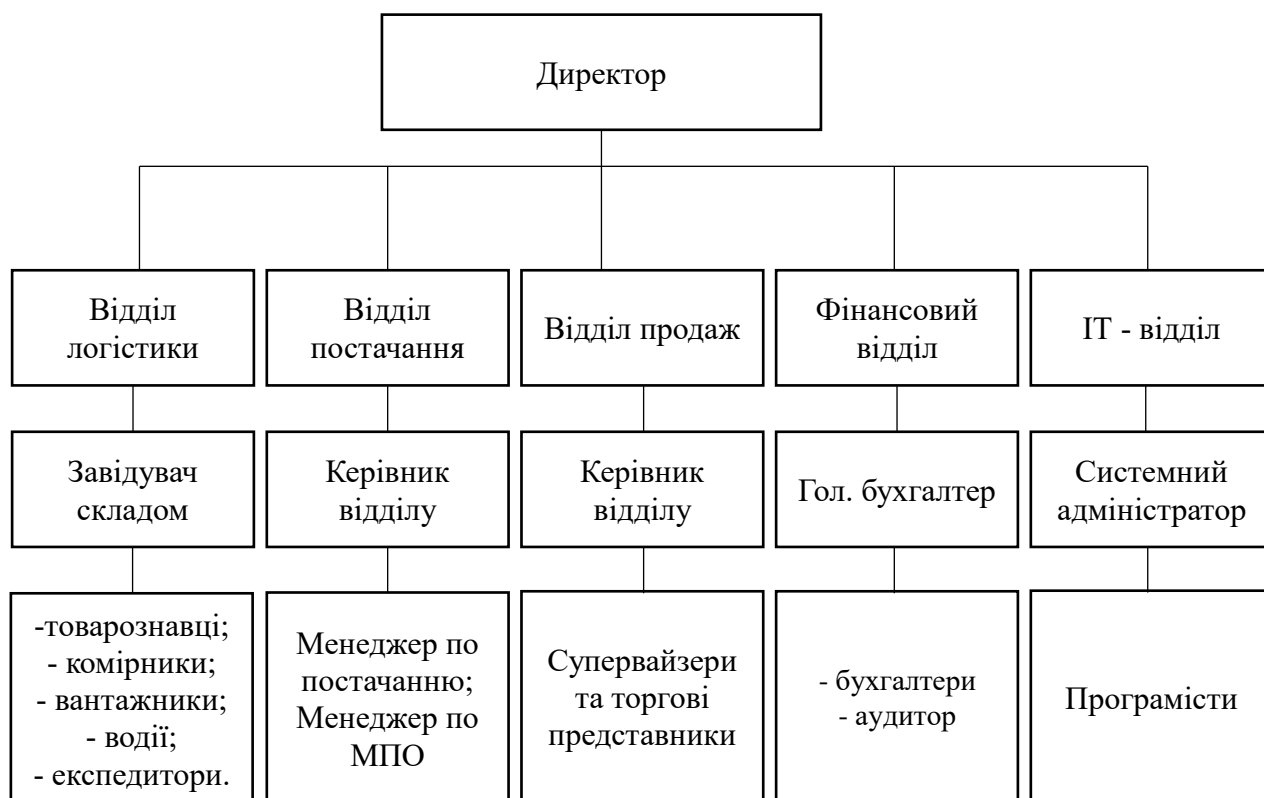 Директор
Відділ
логістики
Відділ
постачання
Відділ продаж
Фінансовий
відділ
ІТ - відділ
Завідувач
складом
Керівник
відділу
Керівник
відділу
Гол. бухгалтер
Системний
адміністратор
-товарознавці;
- комірники;
- вантажники;
- водії;
- експедитори.
Менеджер по
постачанню;
Менеджер по
МПО
Супервайзери
та торгові
представники
- бухгалтери
- аудитор
Програмісти